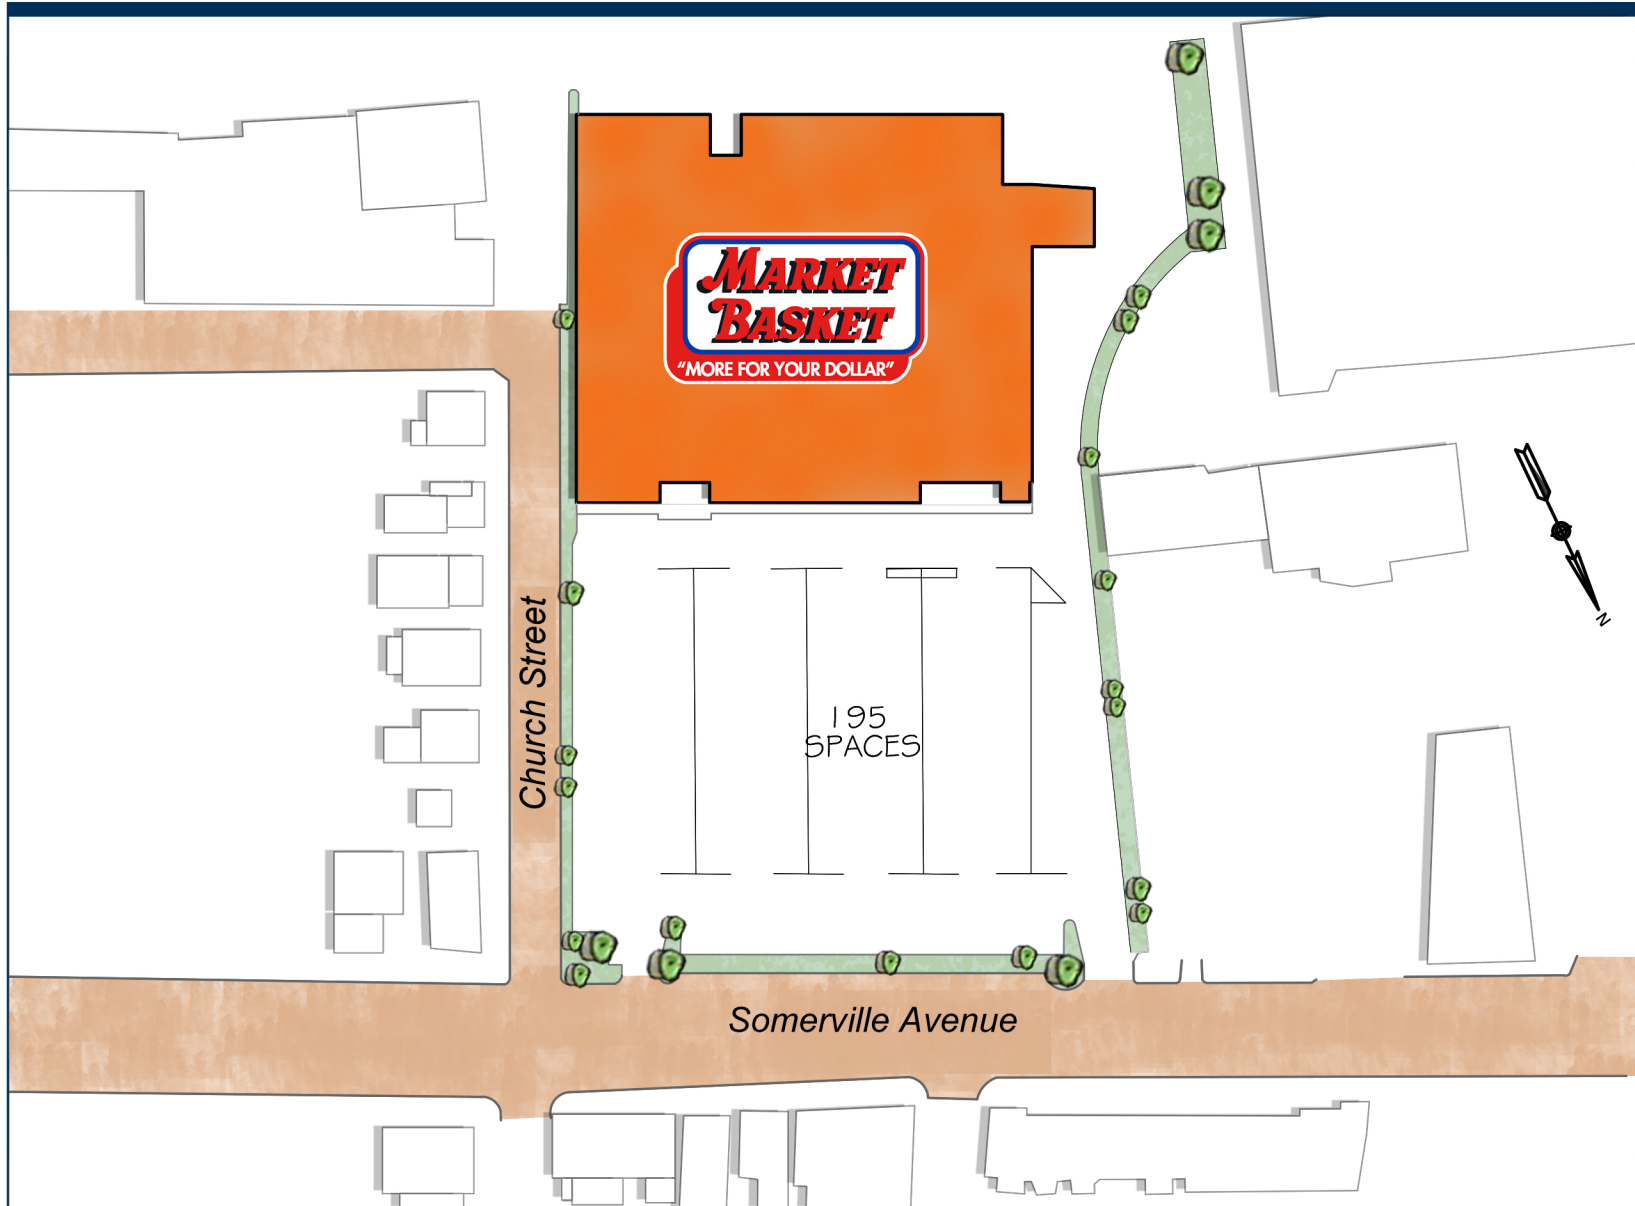 MARKET
BASKET
“MORE FOR YOUR DOLLAR”
Church Street
195
SPACES
Somerville Avenue
N